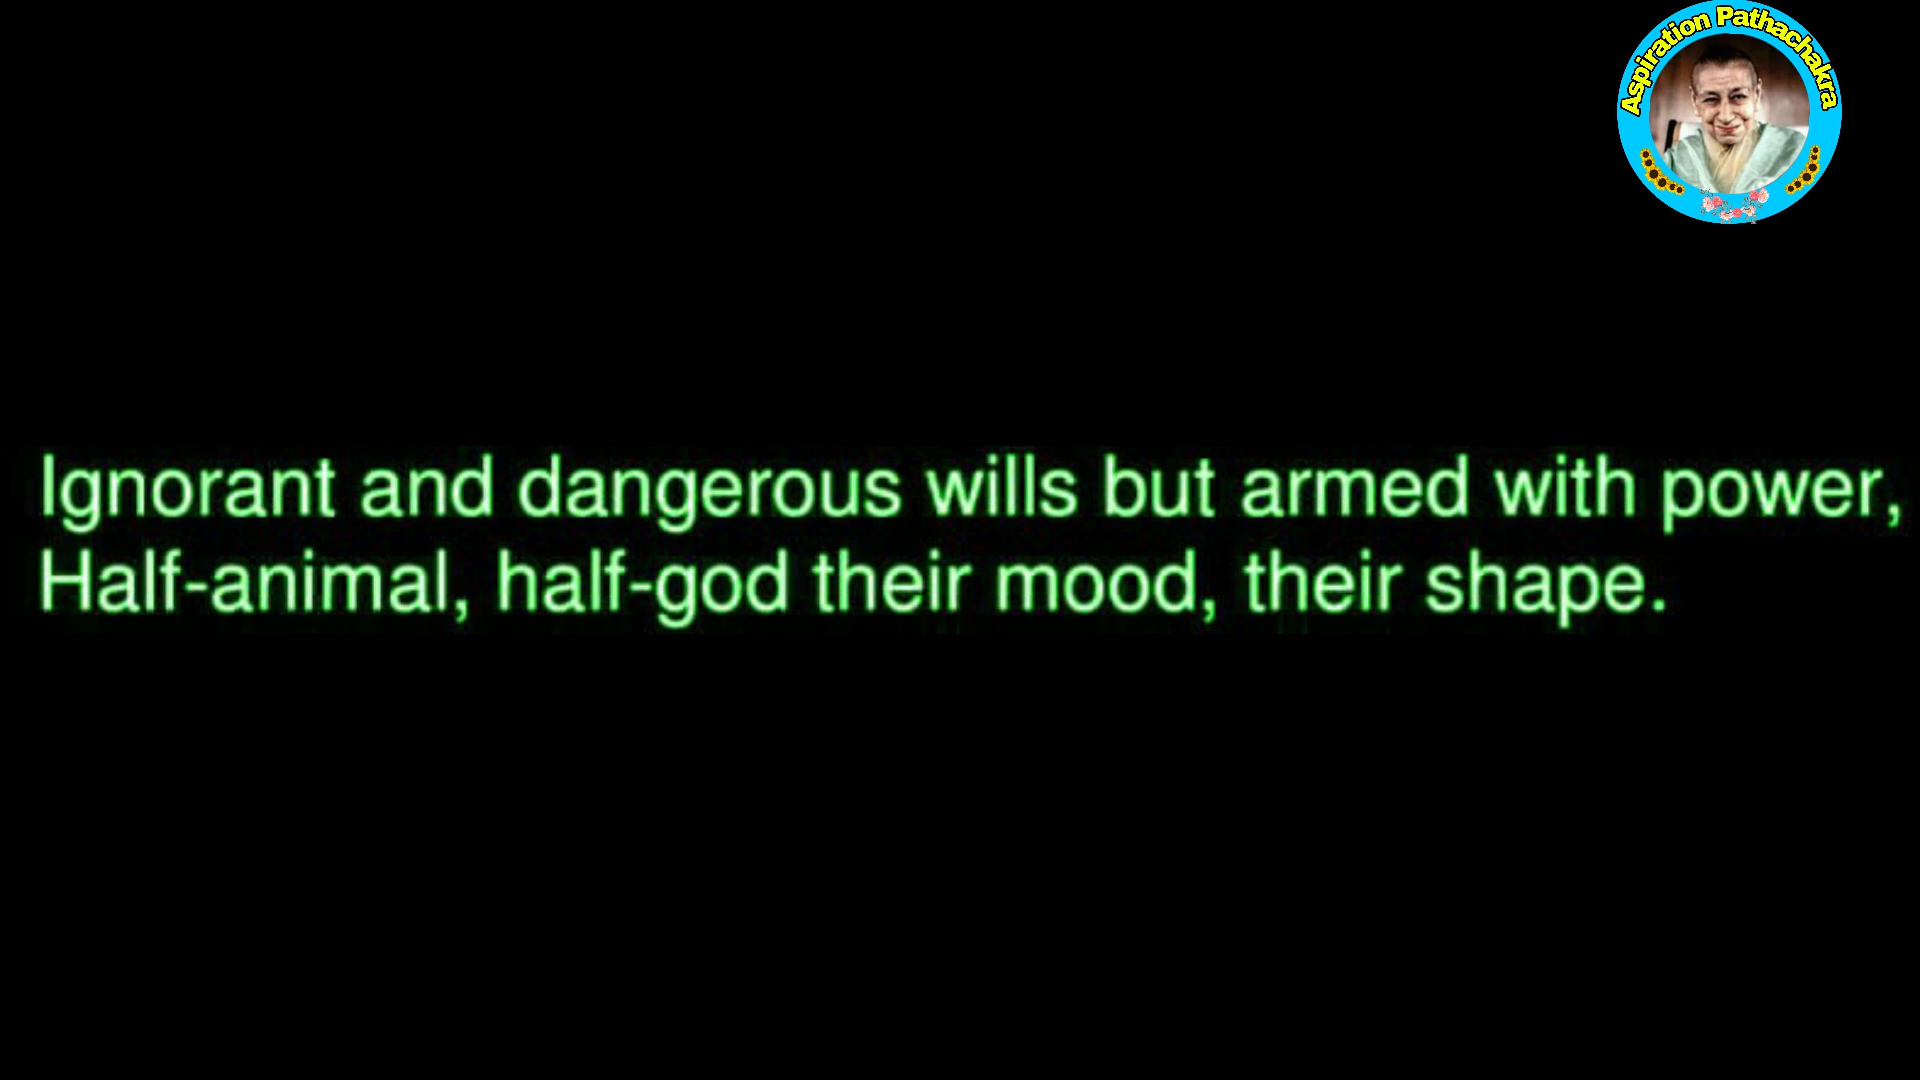 Aspiration Pathachakra
Ignorant and dangerous wills but armed with power,
Half-animal, half-god their mood, their shape.